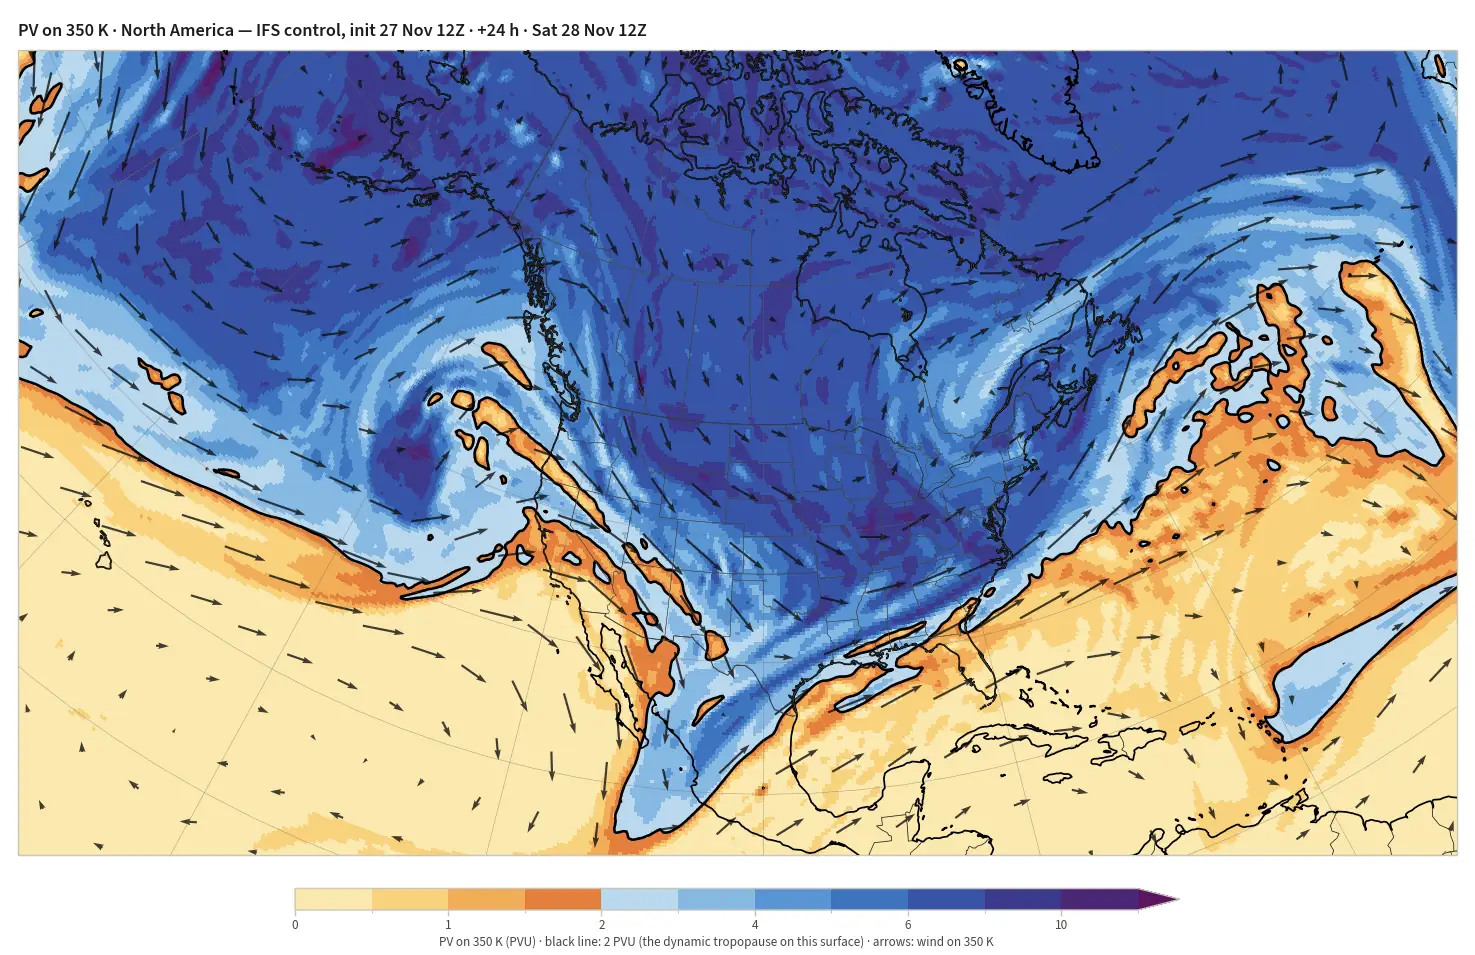 PV on 350 K · North America — IFS control, init 27 Nov 12Z · +24 h · Sat 28 Nov 12Z
0 1 2 4 6 10
PV on 350 K (PVU) · black line: 2 PVU (the dynamic tropopause on this surface) · arrows: wind on 350 K